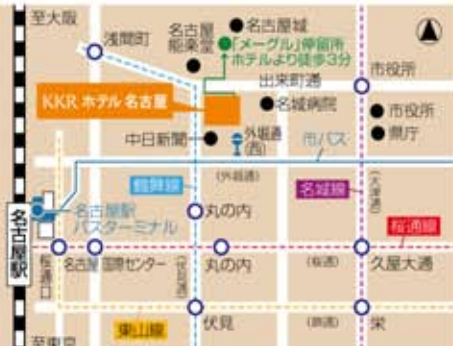 至大阪
浅間町
名古屋
能楽堂
名古屋城
「メーグル」停留所
ホテルより徒歩3分
出来町通
市役所
KKR ホテル 名古屋
名城病院
中日新聞
外堀通
(西)
市役所
県庁
市バス
鶴舞線
(外堀通)
名城線
(大津通)
名古屋駅
バスターミナル
丸の内
桜通線
名古屋駅
桜通口
名古屋 国際センター
(伏見通)
丸の内
(桜通)
久屋大通
東山線
伏見
(錦通)
栄
至東京